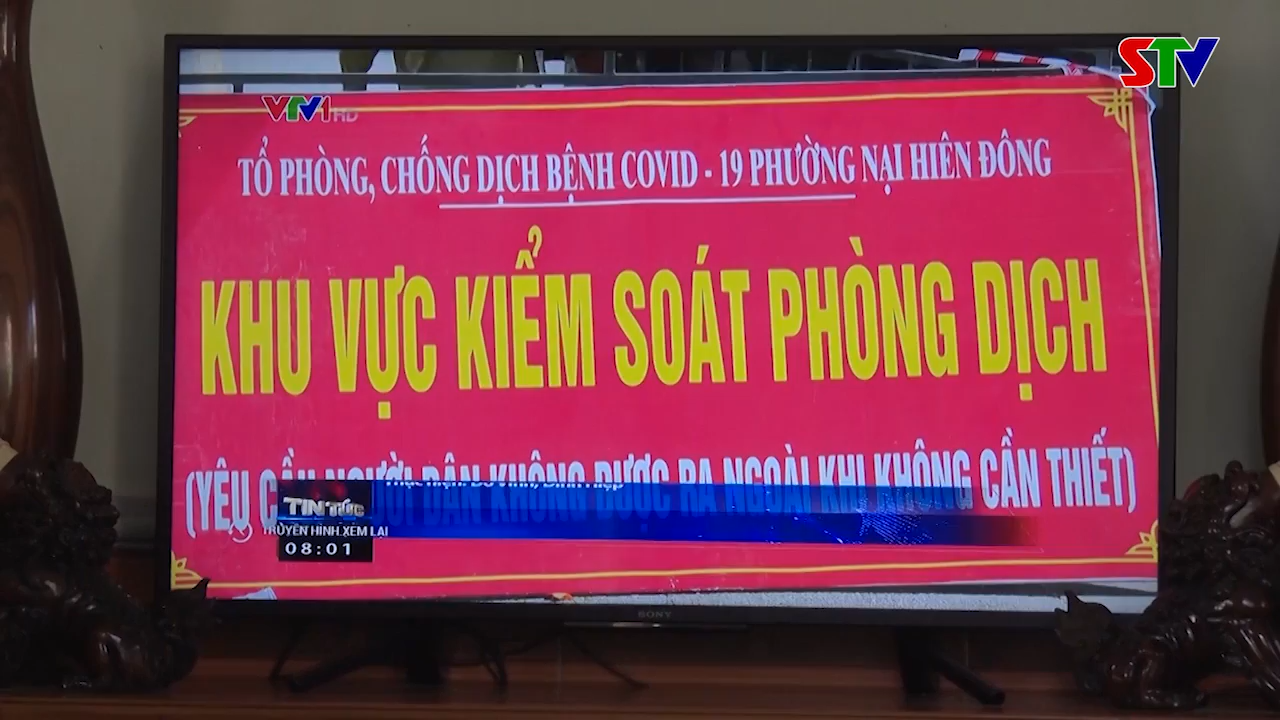 STV
VTV1 HD
TỔ PHÒNG, CHỐNG DỊCH BỆNH COVID - 19 PHƯỜNG NẠI HIÊN ĐÔNG
KHU VỰC KIỂM SOÁT PHÒNG DỊCH
(YÊU CẦU NGƯỜI DÂN KHÔNG ĐƯỢC RA NGOÀI KHI KHÔNG CẦN THIẾT)
TIN TỨC
TRUYỀN HÌNH XEM LẠI
08:01
SONY